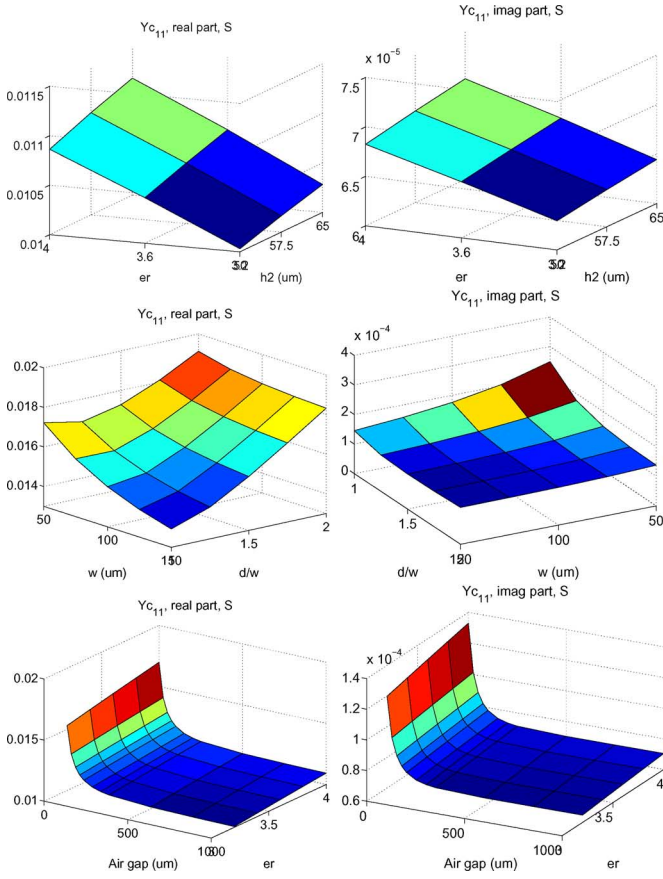 Yc11, real part, S
Yc11, imag part, S
x 10-5
0.0115
0.011
0.0105
0.014
4
3.6
er
57.5
65
h2 (um)
7.5
7
6.5
6
4
3.6
er
57.5
65
h2 (um)
Yc11, real part, S
Yc11, imag part, S
x 10-4
0.02
0.018
0.016
0.014
50
100
w (um)
1.5
2
d/w
4
3
2
1
0
1
1.5
d/w
100
50
w (um)
Yc11, real part, S
Yc11, imag part, S
x 10-4
0.02
0.015
0.01
0
500
Air gap (um)
3.5
4
er
1.4
1.2
1
0.8
0.6
0
500
1000
Air gap (um)
3.5
4
er